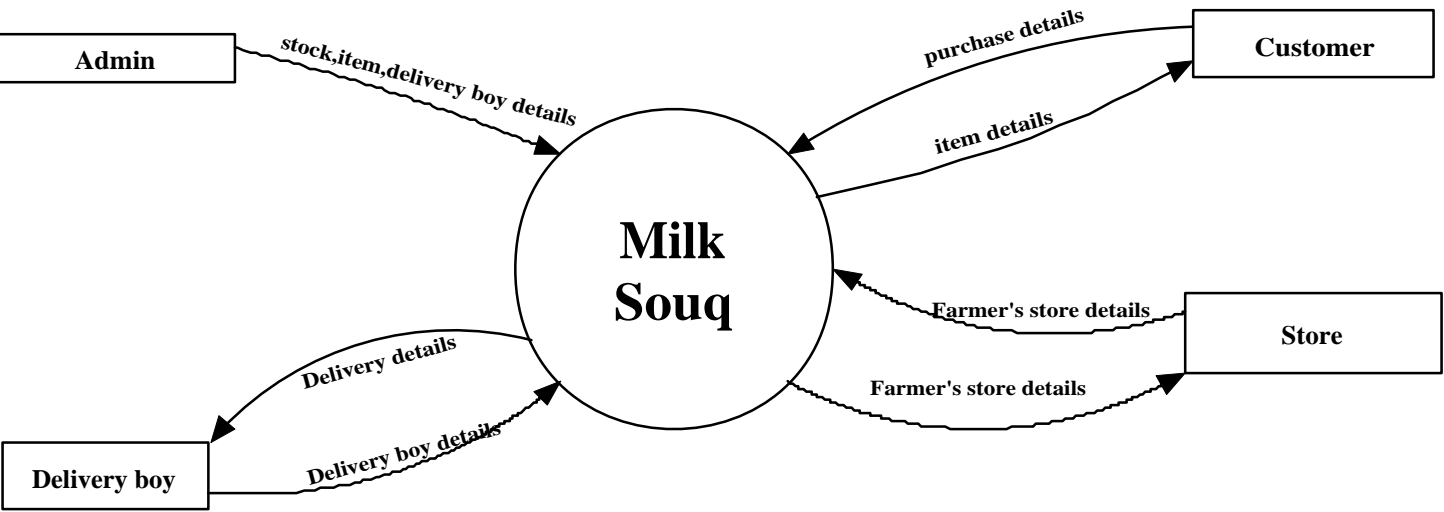 Admin
stock,item,delivery boy details
purchase details
Customer
item details
Milk
Souq
Farmer's store details
Store
Farmer's store details
Delivery details
Delivery boy details
Delivery boy